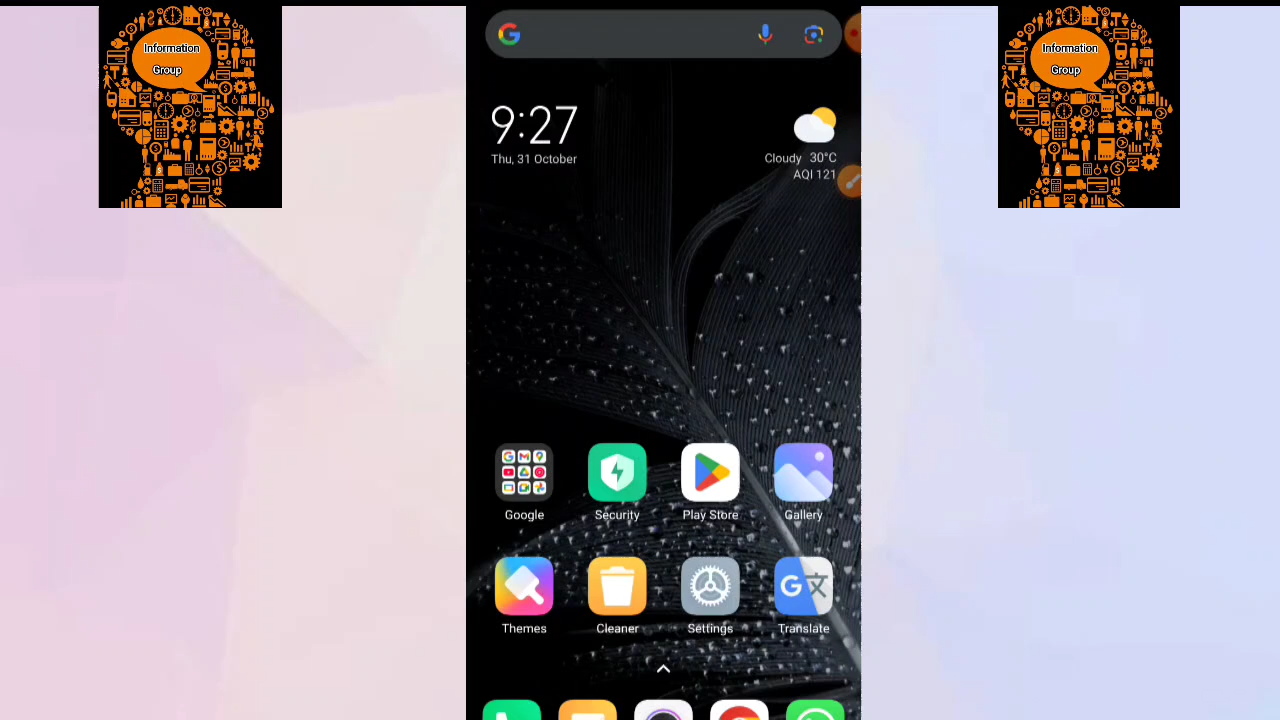 Information
Group
9:27
Thu, 31 October
Cloudy 30°C
AQI 121
Google
Security
Play Store
Gallery
Themes
Cleaner
Settings
Translate
Information
Group